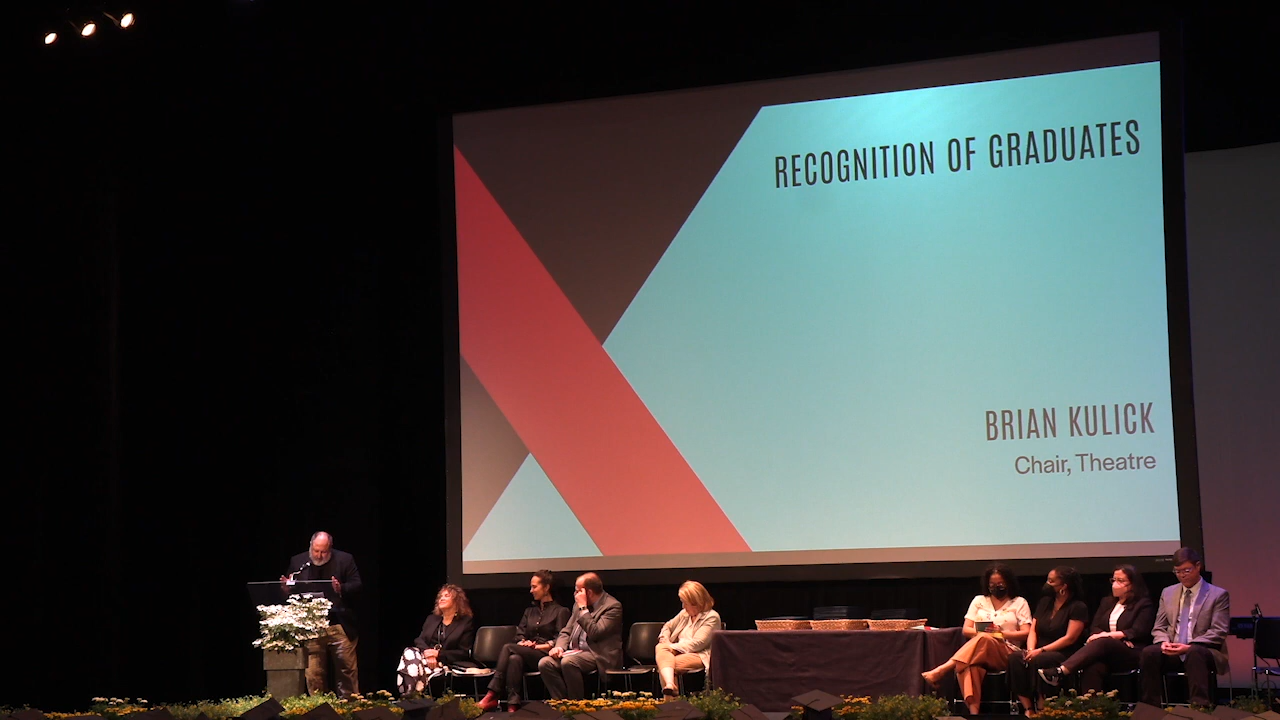 RECOGNITION OF GRADUATES
BRIAN KULICK
Chair, Theatre